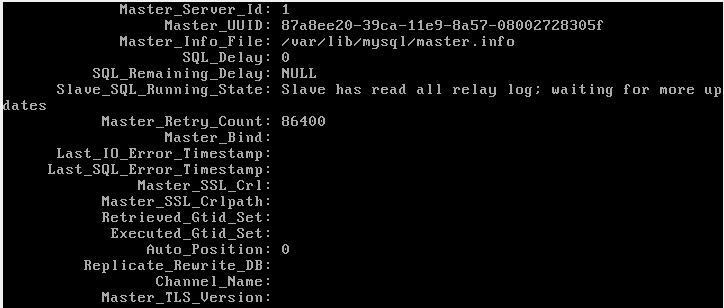 Master_Server_Id: 1
Master_UUID: 87a8ee20-39ca-11e9-8a57-08002728305f
Master_Info_File: /var/lib/mysql/master.info
SQL_Delay: 0
SQL_Remaining_Delay: NULL
Slave_SQL_Running_State: Slave has read all relay log; waiting for more up
dates
Master_Retry_Count: 86400
Master_Bind:
Last_IO_Error_Timestamp:
Last_SQL_Error_Timestamp:
Master_SSL_Crl:
Master_SSL_Crlpath:
Retrieved_Gtid_Set:
Executed_Gtid_Set:
Auto_Position: 0
Replicate_Rewrite_DB:
Channel_Name:
Master_TLS_Version: